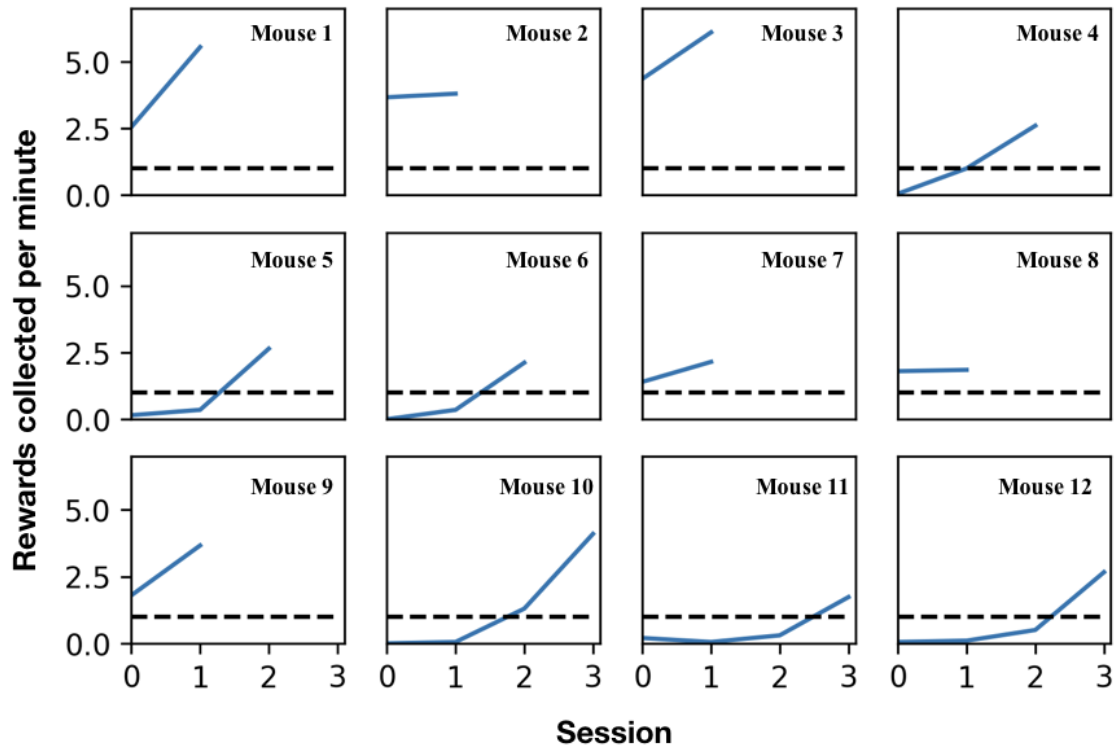 Rewards collected per minute
Mouse 1
Mouse 2
Mouse 3
Mouse 4
5.0
2.5
0.0
Mouse 5
Mouse 6
Mouse 7
Mouse 8
5.0
2.5
0.0
Mouse 9
Mouse 10
Mouse 11
Mouse 12
5.0
2.5
0.0
0 1 2 3
0 1 2 3
0 1 2 3
0 1 2 3
Session